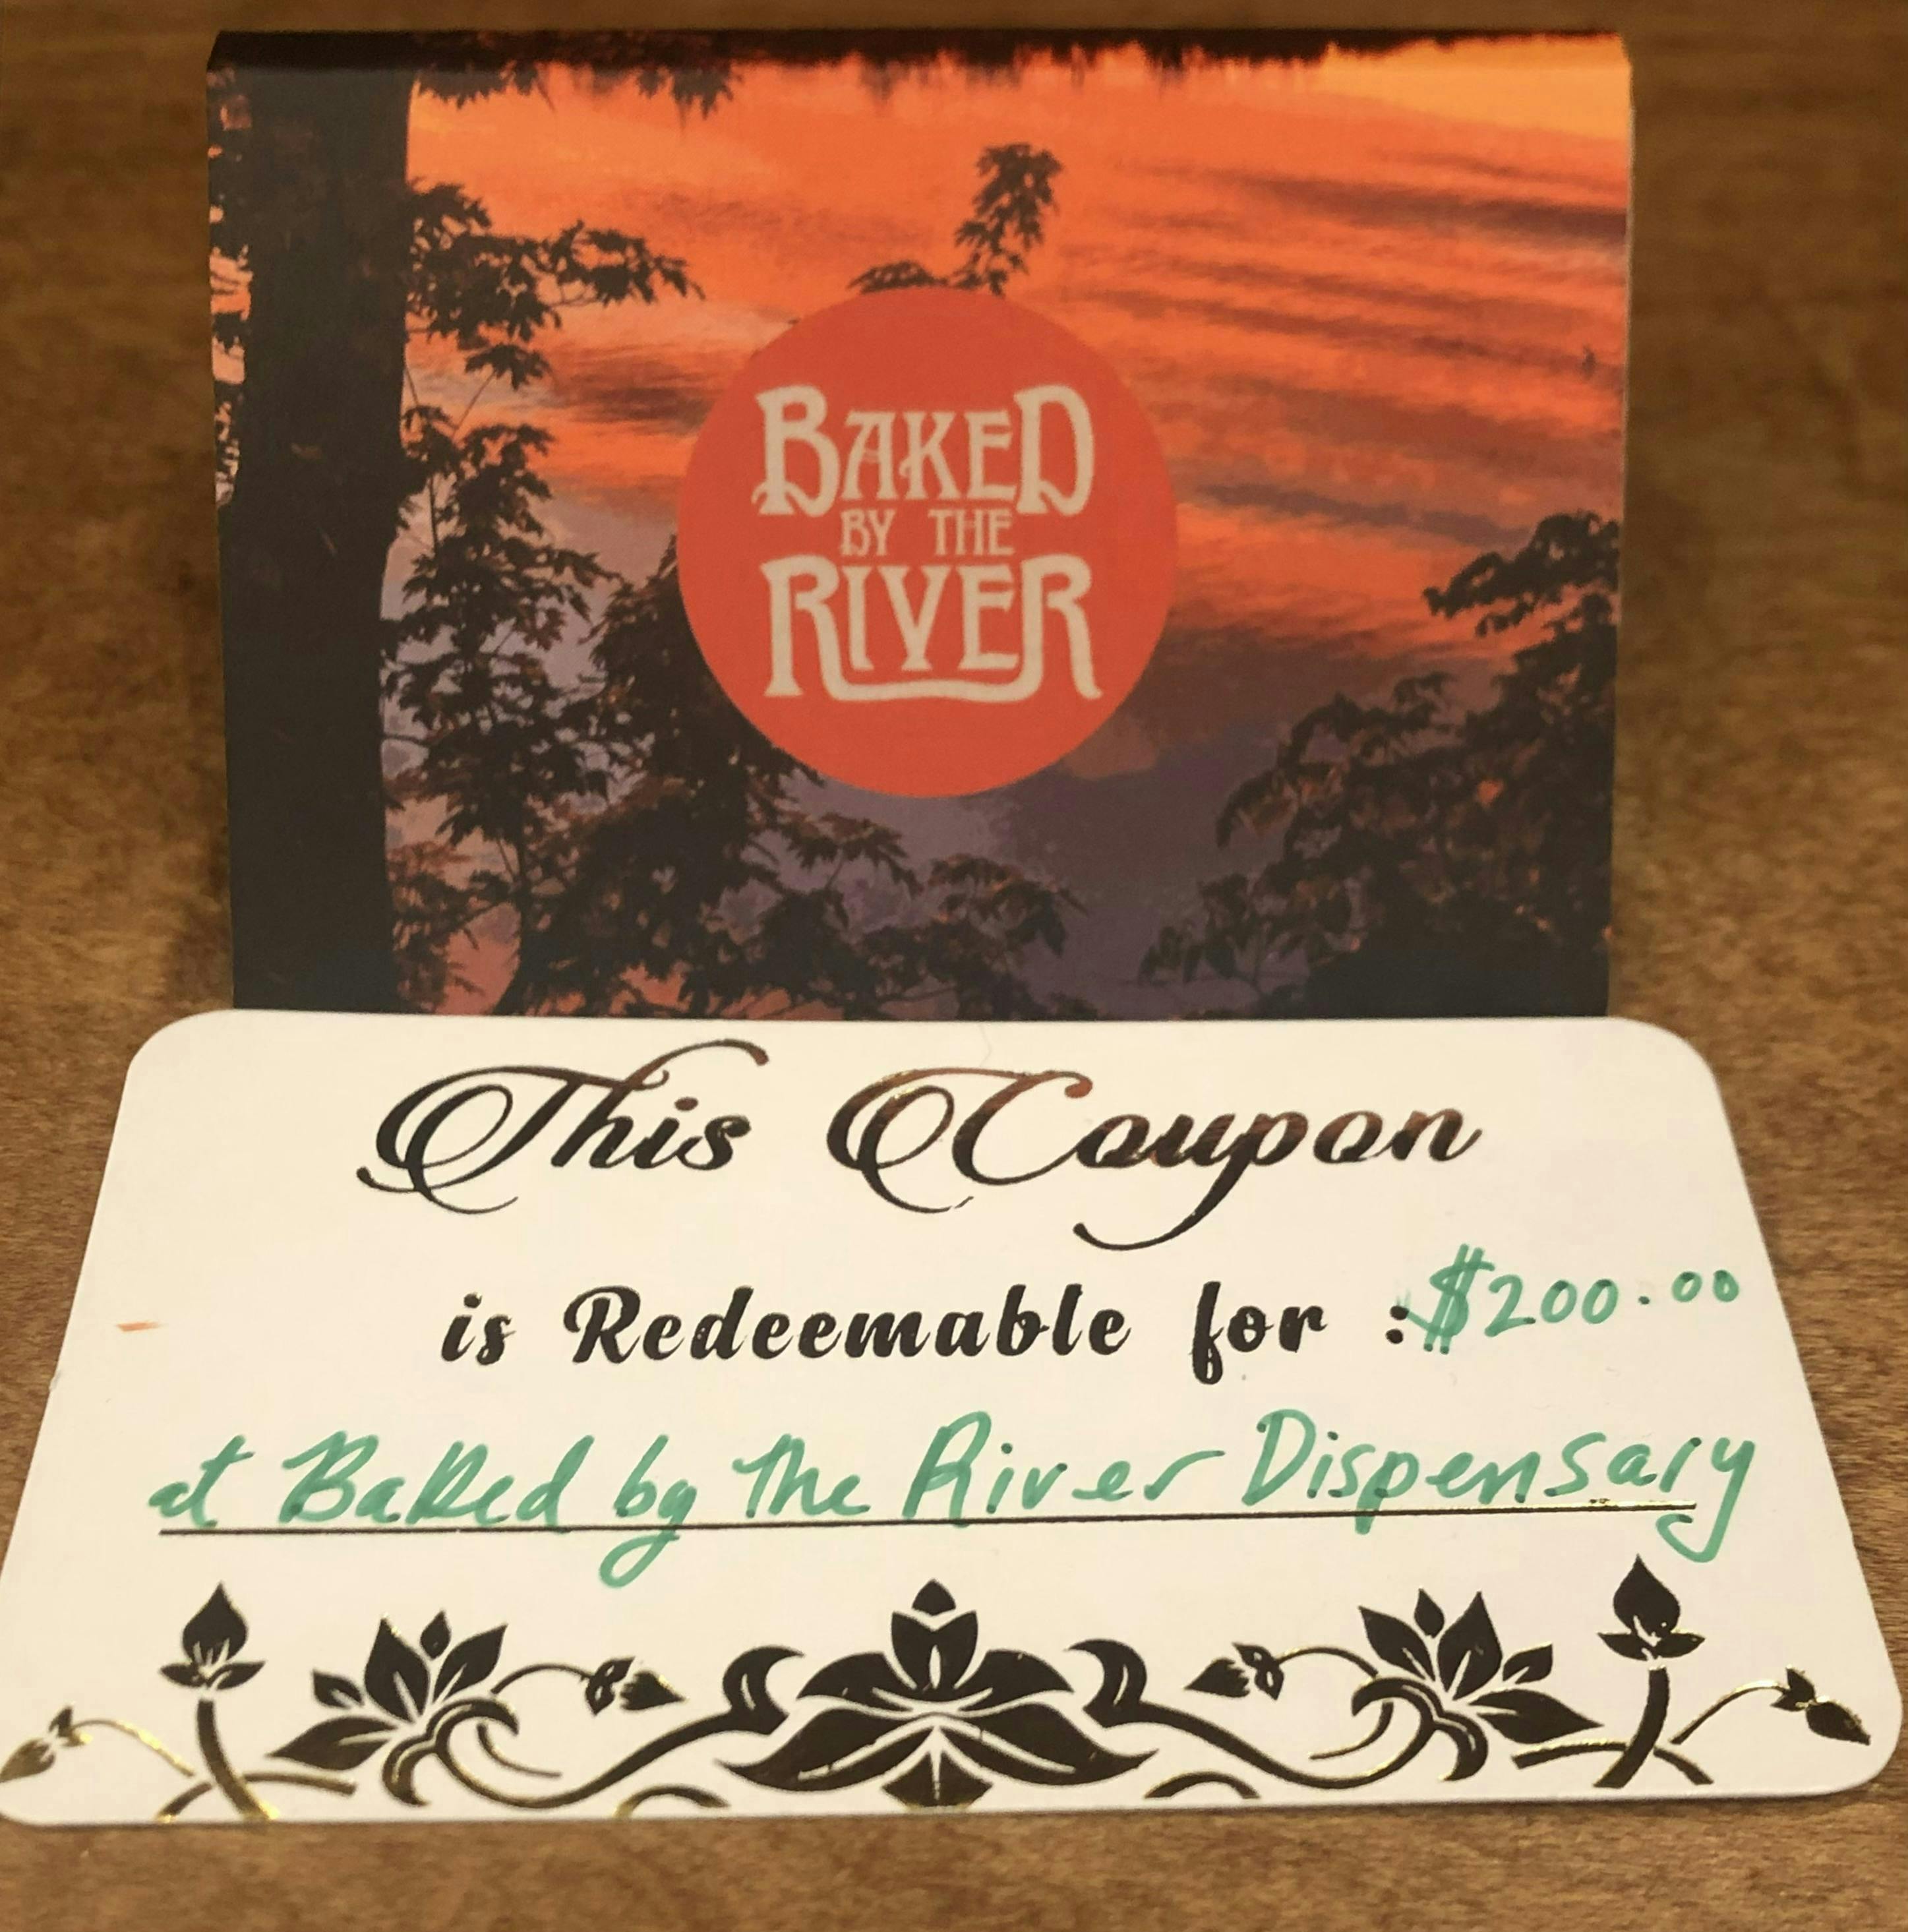 BAKED
BY THE
RIVER
This Coupon
is Redeemable for : $200.00
at Baked by the River Dispensary